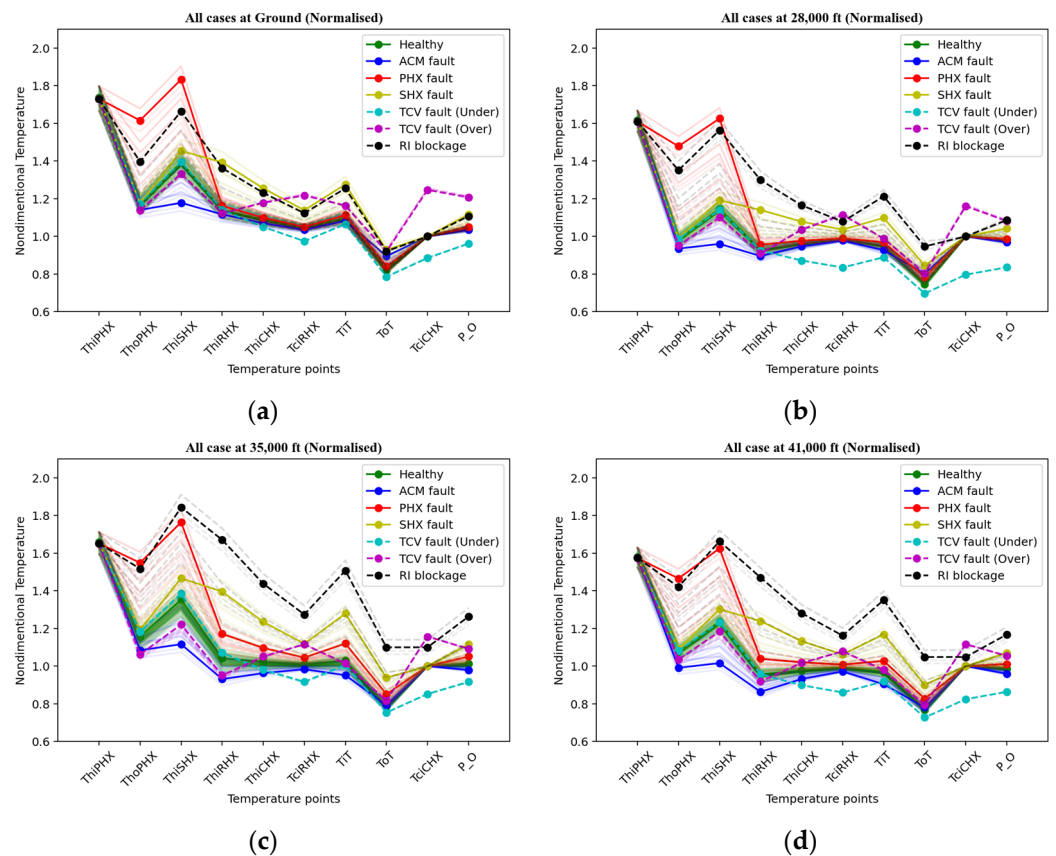 All cases at Ground (Normalised)
Nondimentional Temperature
2.0
1.8
1.6
1.4
1.2
1.0
0.8
0.6
Healthy
ACM fault
PHX fault
SHX fault
TCV fault (Under)
TCV fault (Over)
RI blockage
ThiPHX
ThoPHX
ThiSHX
ThiRHX
ThiCHX
TciRHX
TIT
ToT
TciCHX
P_O
Temperature points
(a)
All cases at 28,000 ft (Normalised)
Nondimentional Temperature
2.0
1.8
1.6
1.4
1.2
1.0
0.8
0.6
Healthy
ACM fault
PHX fault
SHX fault
TCV fault (Under)
TCV fault (Over)
RI blockage
ThiPHX
ThoPHX
ThiSHX
ThiRHX
ThiCHX
TciRHX
TIT
ToT
TciCHX
P_O
Temperature points
(b)
All case at 35,000 ft (Normalised)
Nondimentional Temperature
2.0
1.8
1.6
1.4
1.2
1.0
0.8
0.6
Healthy
ACM fault
PHX fault
SHX fault
TCV fault (Under)
TCV fault (Over)
RI blockage
ThiPHX
ThoPHX
ThiSHX
ThiRHX
ThiCHX
TciRHX
TIT
ToT
TciCHX
P_O
Temperature points
(c)
All case at 41,000 ft (Normalised)
Nondimentional Temperature
2.0
1.8
1.6
1.4
1.2
1.0
0.8
0.6
Healthy
ACM fault
PHX fault
SHX fault
TCV fault (Under)
TCV fault (Over)
RI blockage
ThiPHX
ThoPHX
ThiSHX
ThiRHX
ThiCHX
TciRHX
TIT
ToT
TciCHX
P_O
Temperature points
(d)